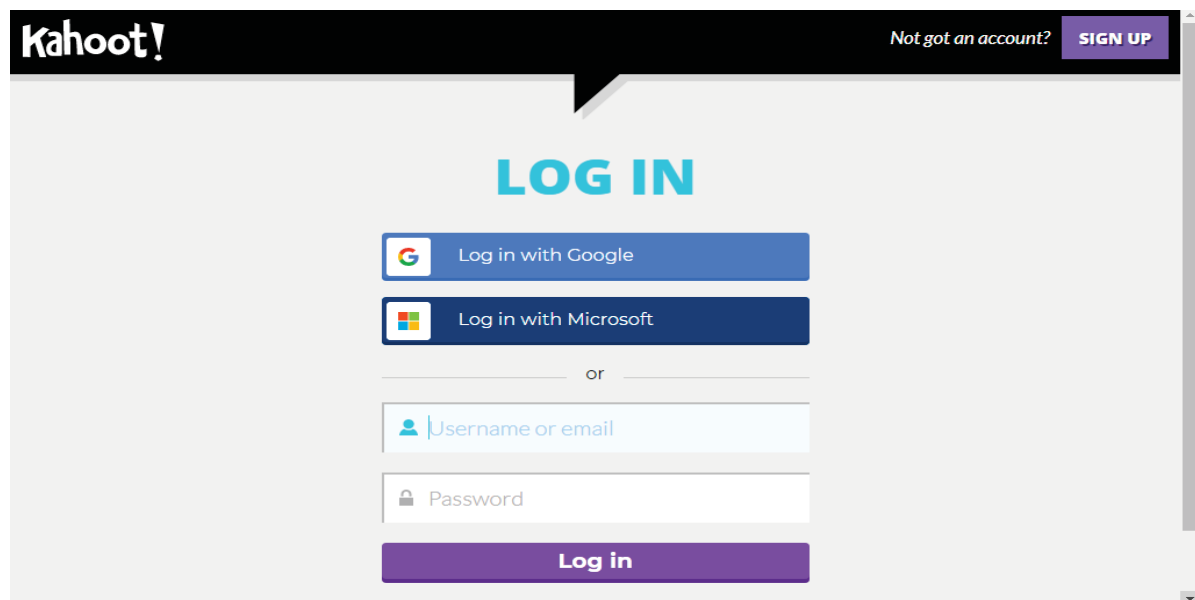 Kahoot!
Not got an account? SIGN UP
LOG IN
Log in with Google
Log in with Microsoft
or
Username or email
Password
Log in